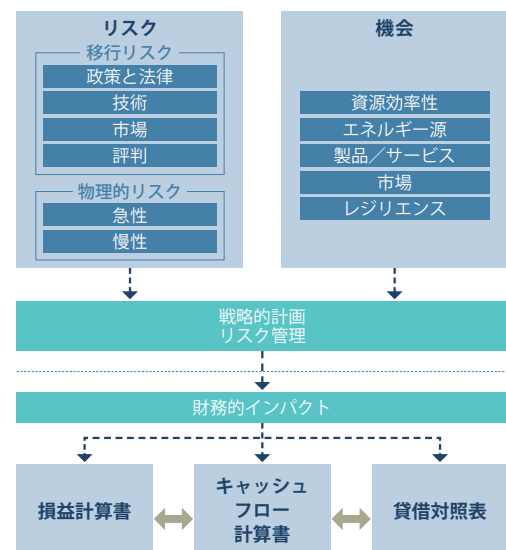 リスク
移行リスク
政策と法律
技術
市場
評判
物理的リスク
急性
慢性
機会
資源効率性
エネルギー源
製品／サービス
市場
レジリエンス
戦略的計画
リスク管理
財務的インパクト
損益計算書
キャッシュ
フロー
計算書
貸借対照表